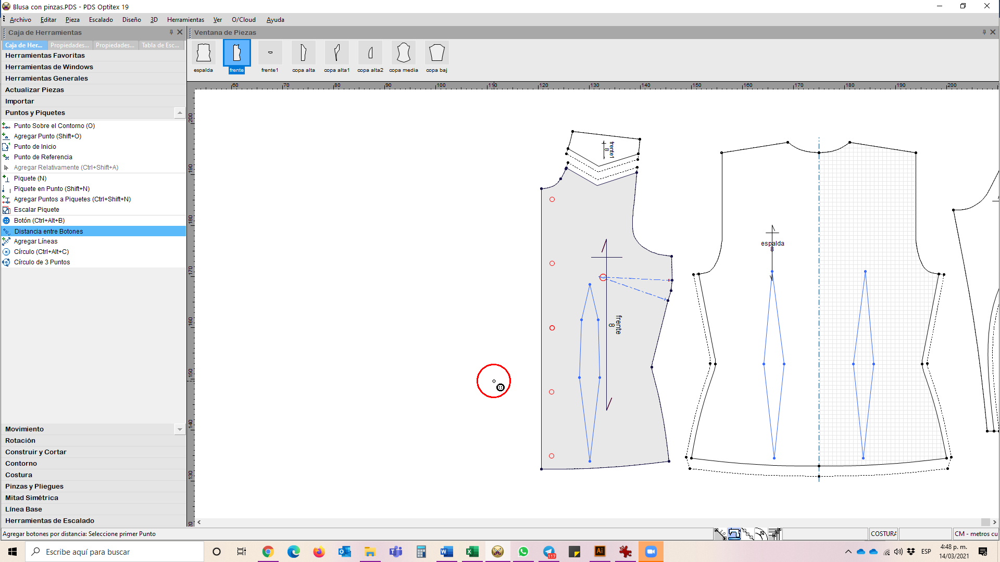 Blusa con pinzas.PDS - PDS Optitex 19
Archivo Editar Pieza Escalado Diseño 3D Herramientas Ver O/Cloud Ayuda
Caja de Herramientas
Ventana de Piezas
Caja de Her... Propiedades... Propiedades... Tabla de Esc...
Herramientas Favoritas
Herramientas de Windows
Herramientas Generales
Actualizar Piezas
Importar
Puntos y Piquetes
Punto Sobre el Contorno (O)
Agregar Punto (Shift+O)
Punto de Inicio
Punto de Referencia
Agregar Relativamente (Ctrl+Shift+A)
Piquete (N)
Piquete en Punto (Shift+N)
Agregar Puntos a Piquetes (Ctrl+Shift+N)
Escalar Piquete
Botón (Ctrl+Alt+B)
Distancia entre Botones
Agregar Líneas
Círculo (Ctrl+Alt+C)
Círculo de 3 Puntos
Movimiento
Rotación
Construir y Cortar
Contorno
Costura
Pinzas y Pliegues
Mitad Simétrica
Línea Base
Herramientas de Escalado
espalda frente frente1 copa alta copa alta1 copa alta2 copa media copa baj
60 70 80 90 100 110 120 130 140 150 160 170 180 190 200
200
190
180
170
160
150
140
130
20
frente1
8
frente
8
espalda
8
Agregar botones por distancia: Seleccione primer Punto
COSTURA
CM - metros cu
Escribe aquí para buscar
117
Ai
ESP
4:48 p. m.
14/03/2021